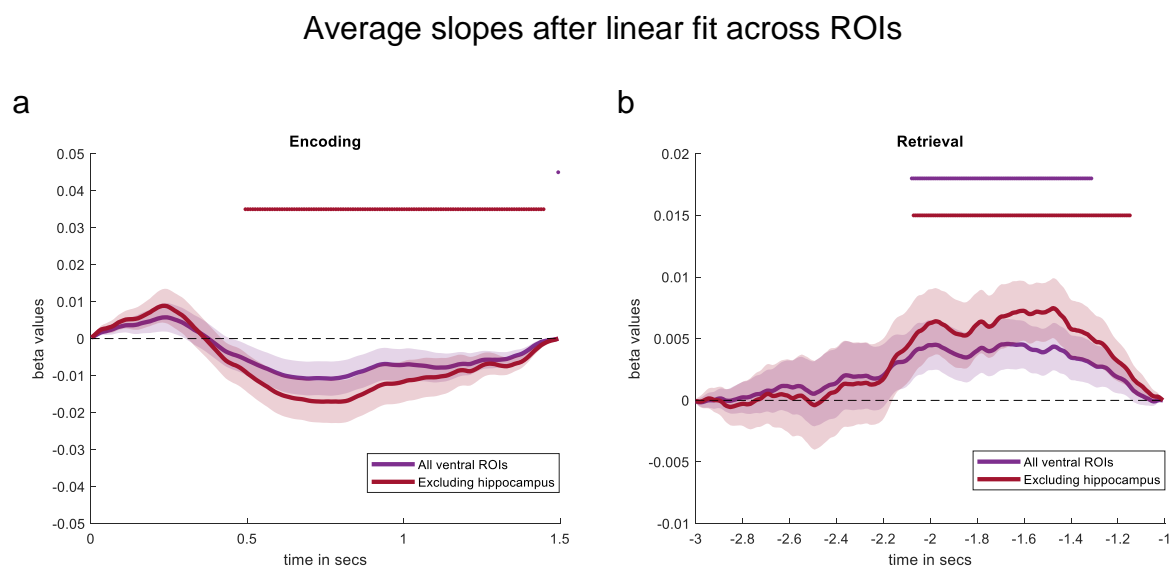 Average slopes after linear fit across ROIs
a
Encoding
0.05
0.04
0.03
0.02
0.01
0
-0.01
-0.02
-0.03
-0.04
-0.05
beta values
0
0.5
1
1.5
time in secs
All ventral ROIs
Excluding hippocampus
b
Retrieval
0.02
0.015
0.01
0.005
0
-0.005
-0.01
beta values
-3
-2.8
-2.6
-2.4
-2.2
-2
-1.8
-1.6
-1.4
-1.2
-1
time in secs
All ventral ROIs
Excluding hippocampus